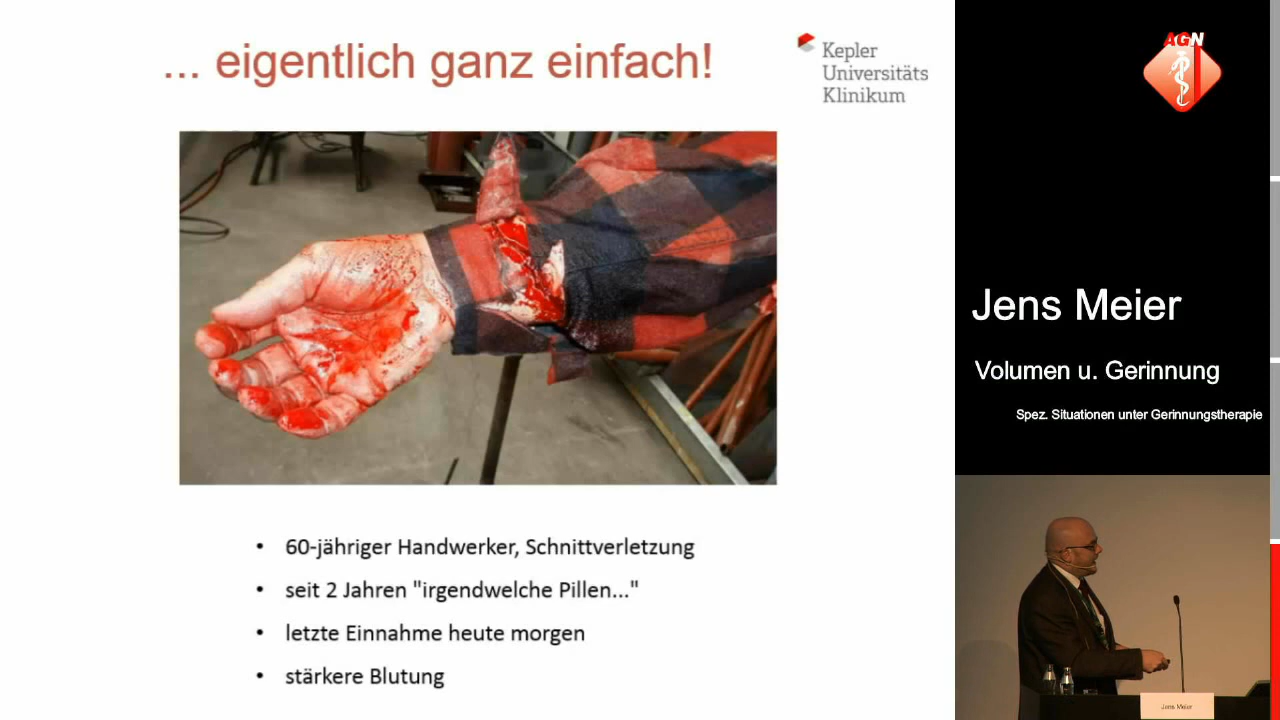 ... eigentlich ganz einfach!
Kepler
Universitäts
Klinikum
60-jähriger Handwerker, Schnittverletzung
seit 2 Jahren "irgendwelche Pillen..."
letzte Einnahme heute morgen
stärkere Blutung
AGN
Jens Meier
Volumen u. Gerinnung
Spez. Situationen unter Gerinnungstherapie
Jens Meier